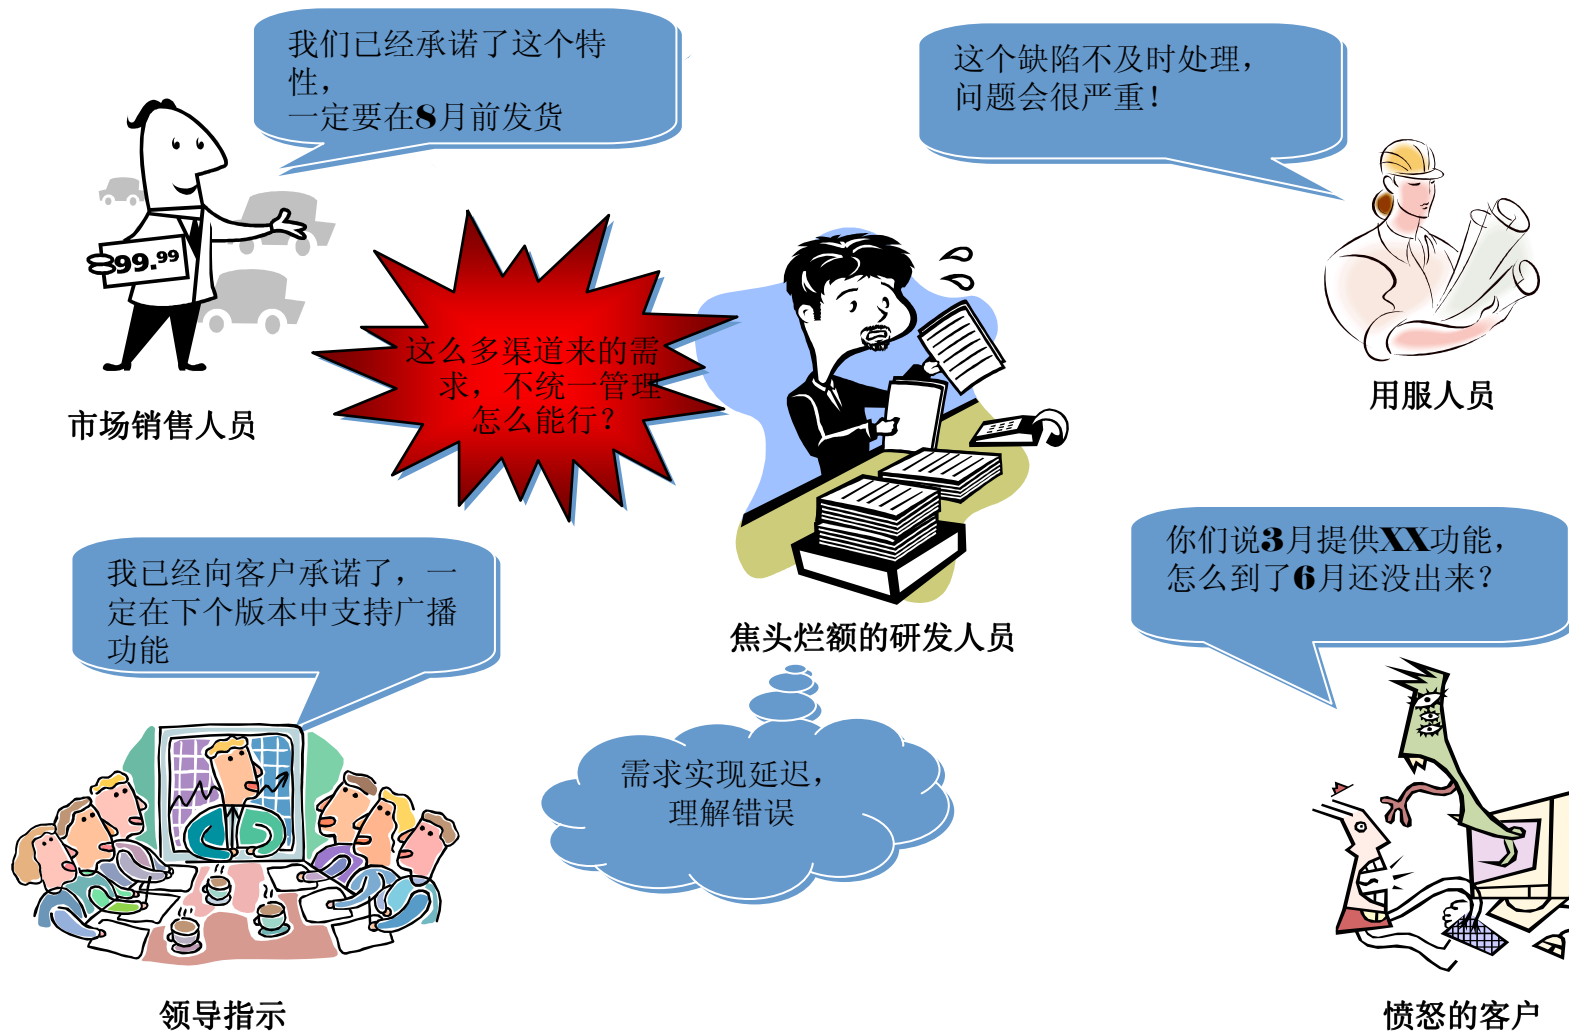 我们已经承诺了这个特
性，
一定要在8月前发货
这个缺陷不及时处理，
问题会很严重！
99.99
市场销售人员
用服人员
这么多渠道来的需
求，不统一管理
怎么能行？
我已经向客户承诺了，一
定在下个版本中支持广播
功能
焦头烂额的研发人员
你们说3月提供XX功能，
怎么到了6月还没出来？
需求实现延迟，
理解错误
领导指示
愤怒的客户